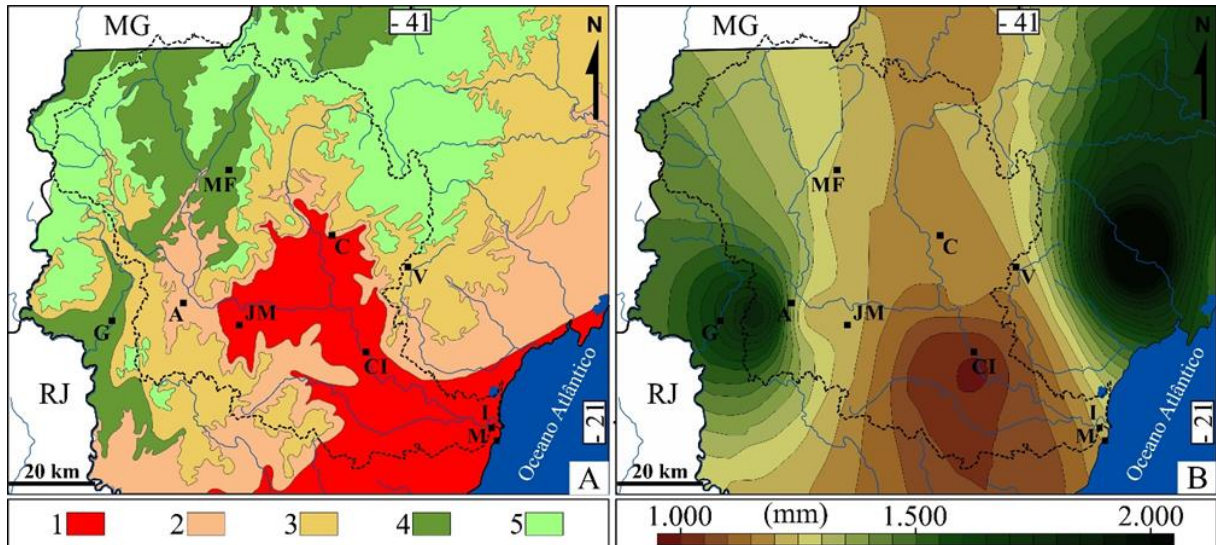 MG
- 41
N
MF
C
V
A
JM
G
CI
I
M
RJ
Oceano Atlântico
- 21
20 km
A
1
2
3
4
5
MG
- 41
N
MF
C
V
A
JM
G
CI
I
M
RJ
Oceano Atlântico
- 21
20 km
B
1.000
(mm)
1.500
2.000